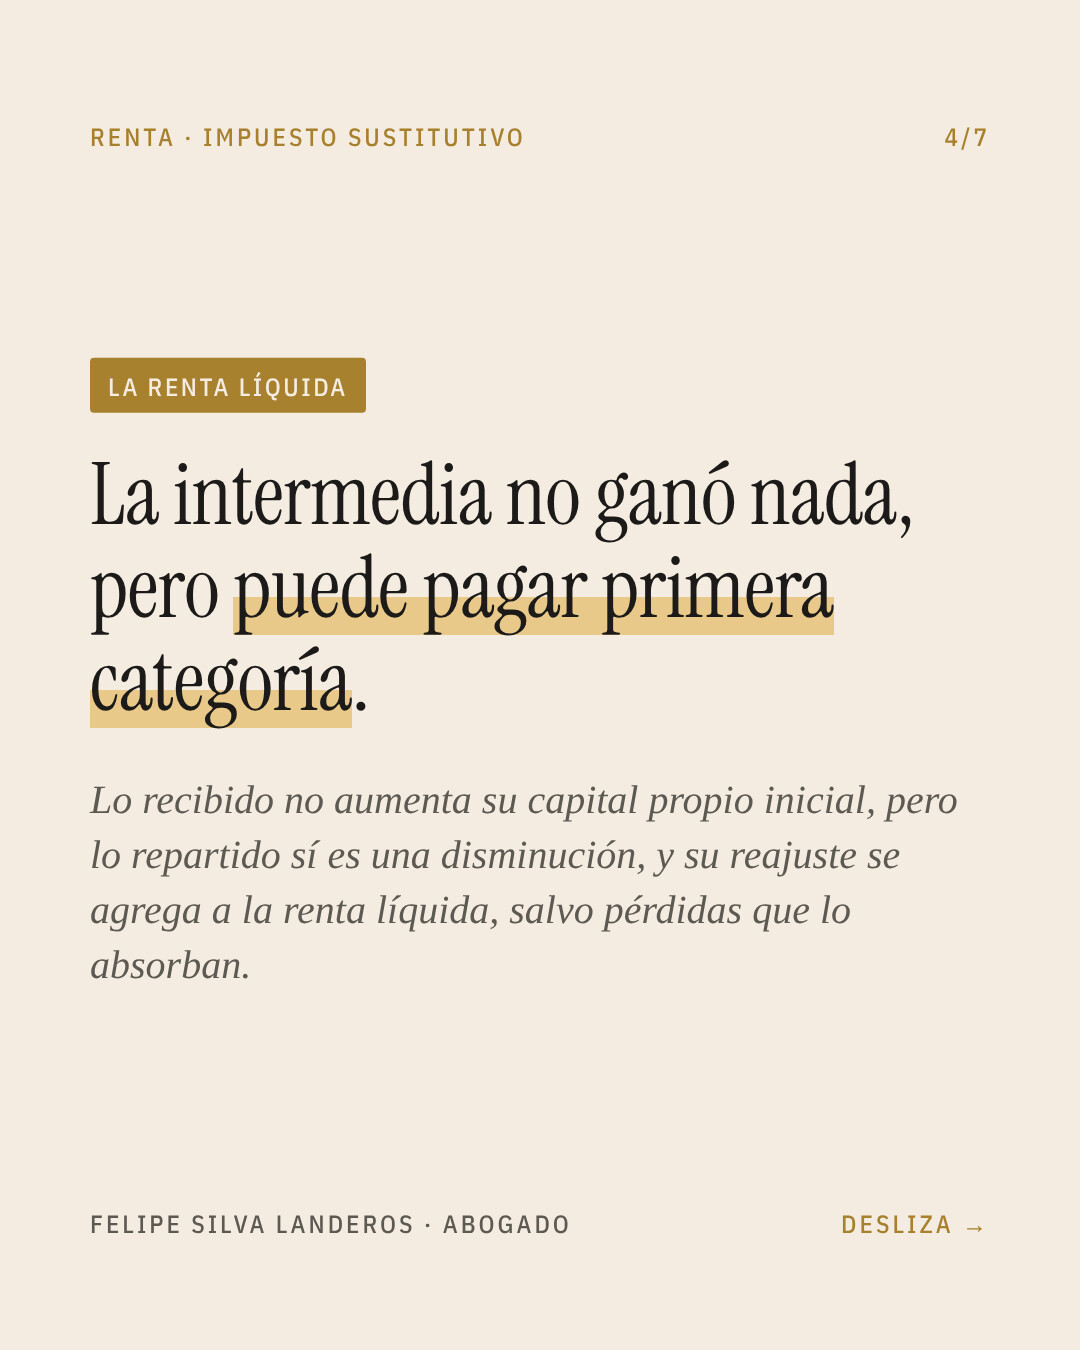 RENTA · IMPUESTO SUSTITUTIVO
4/7
LA RENTA LÍQUIDA
La intermedia no ganó nada,
pero puede pagar primera
categoría.
Lo recibido no aumenta su capital propio inicial, pero
lo repartido sí es una disminución, y su reajuste se
agrega a la renta líquida, salvo pérdidas que lo
absorban.
FELIPE SILVA LANDEROS · ABOGADO
DESLIZA →